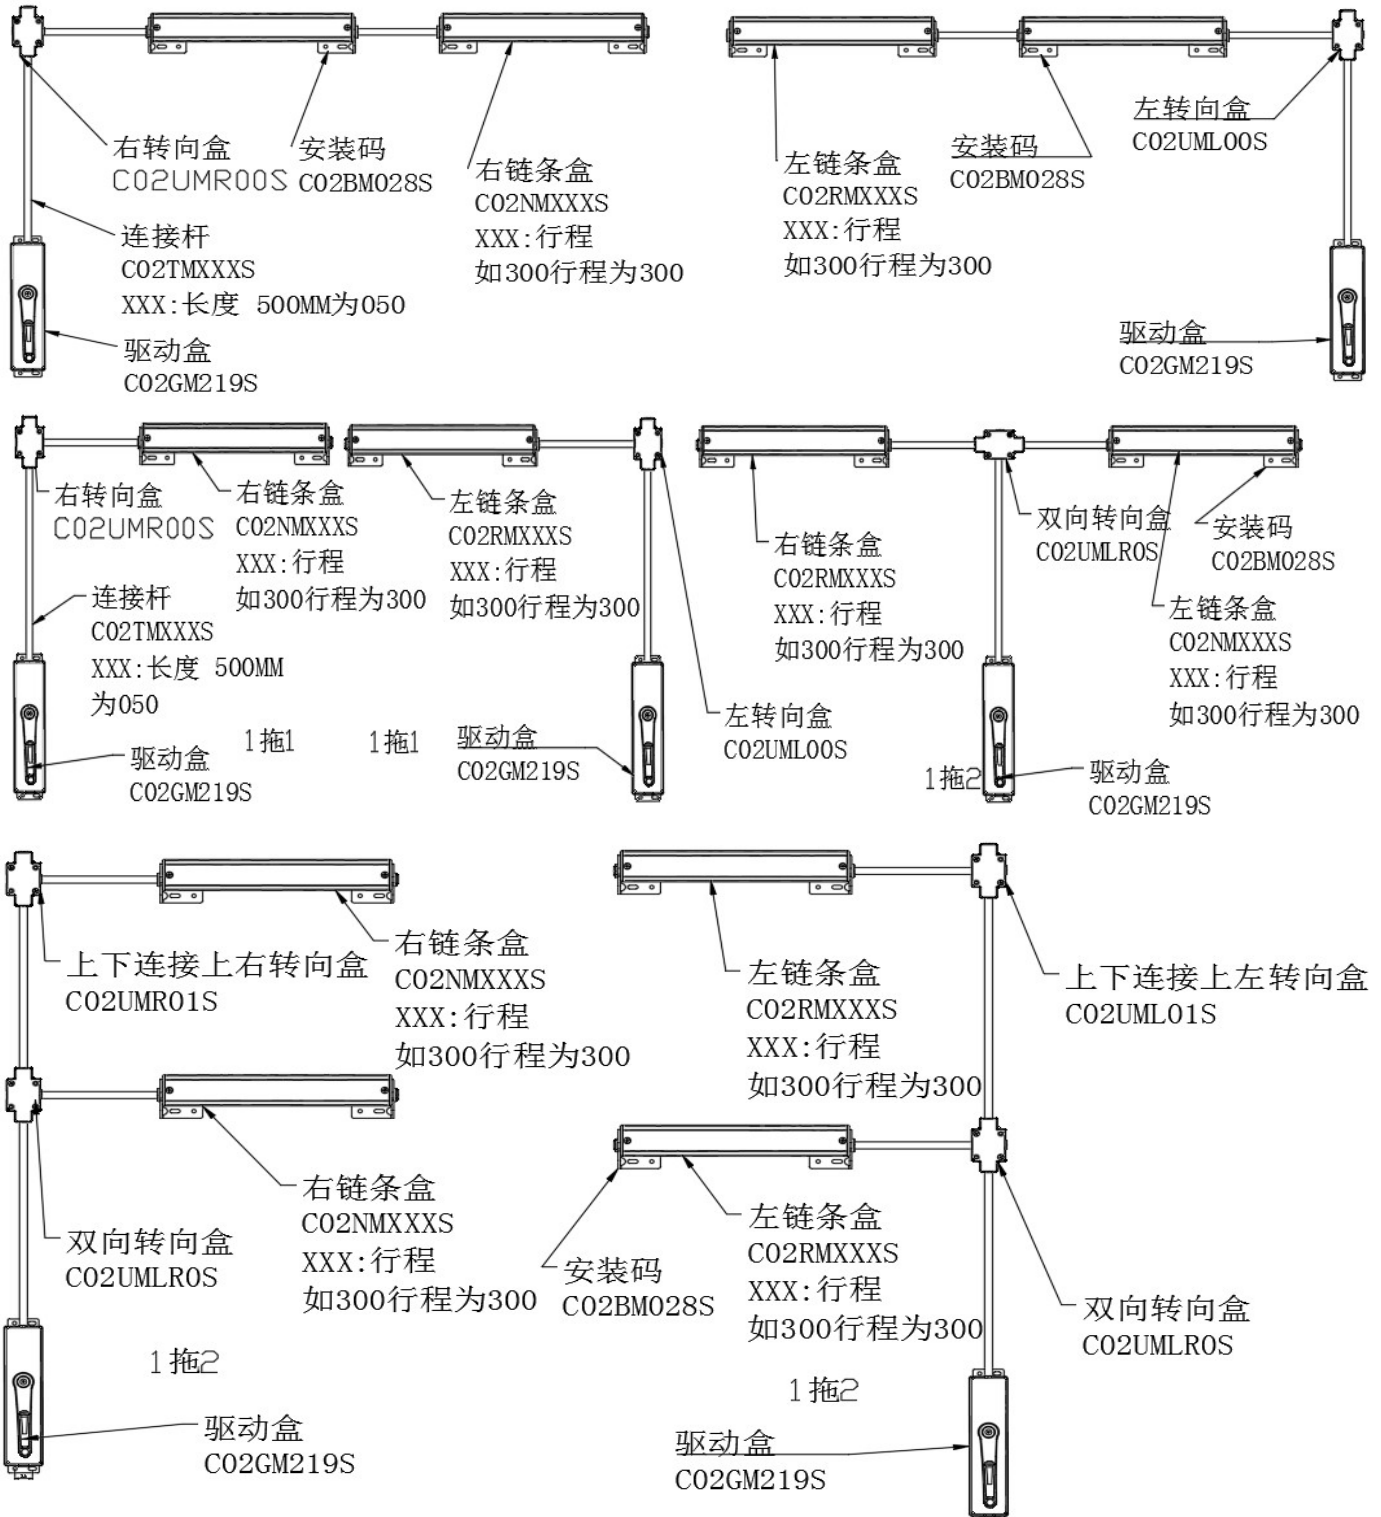 右转向盒
C02UMR00S
安装码
C02BM028S
右链条盒
C02NMXXXS
XXX:行程
如300行程为300
连接杆
C02TMXXXS
XXX:长度 500MM为050
驱动盒
C02GM219S
左链条盒
C02RMXXXS
XXX:行程
如300行程为300
安装码
C02BM028S
左转向盒
C02UML00S
驱动盒
C02GM219S
右转向盒
C02UMR00S
右链条盒
C02NMXXXS
XXX:行程
如300行程为300
连接杆
C02TMXXXS
XXX:长度 500MM
为050
驱动盒
C02GM219S
1拖1
左链条盒
C02RMXXXS
XXX:行程
如300行程为300
1拖1
驱动盒
C02GM219S
左转向盒
C02UML00S
右链条盒
C02RMXXXS
XXX:行程
如300行程为300
双向转向盒
C02UMLR0S
安装码
C02BM028S
左链条盒
C02NMXXXS
XXX:行程
如300行程为300
1拖2
驱动盒
C02GM219S
上下连接上右转向盒
C02UMR01S
右链条盒
C02NMXXXS
XXX:行程
如300行程为300
双向转向盒
C02UMLR0S
右链条盒
C02NMXXXS
XXX:行程
如300行程为300
1拖2
驱动盒
C02GM219S
左链条盒
C02RMXXXS
XXX:行程
如300行程为300
上下连接上左转向盒
C02UML01S
安装码
C02BM028S
左链条盒
C02RMXXXS
XXX:行程
如300行程为300
双向转向盒
C02UMLR0S
1拖2
驱动盒
C02GM219S